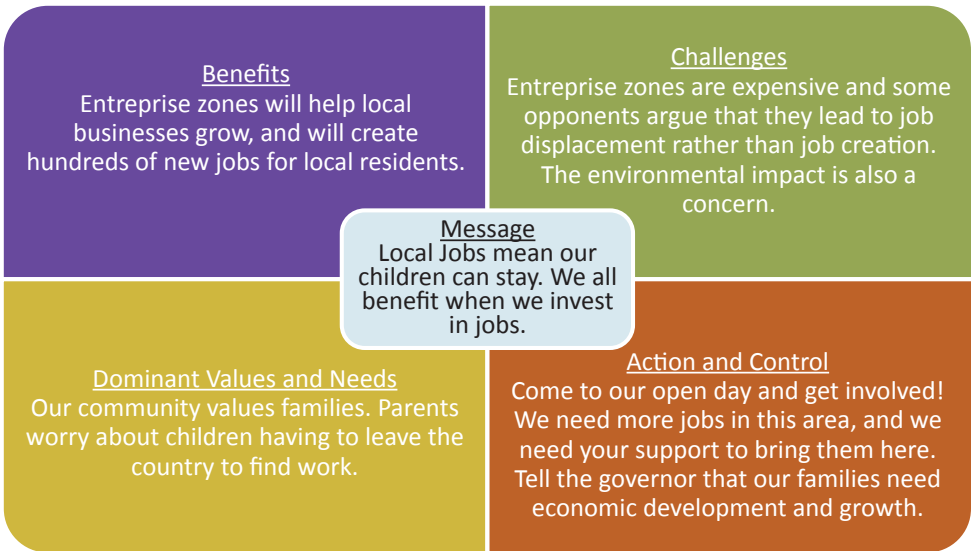 Benefits
Entreprise zones will help local
businesses grow, and will create
hundreds of new jobs for local residents.
Challenges
Entreprise zones are expensive and some
opponents argue that they lead to job
displacement rather than job creation.
The environmental impact is also a
concern.
Message
Local Jobs mean our
children can stay. We all
benefit when we invest
in jobs.
Dominant Values and Needs
Our community values families. Parents
worry about children having to leave the
country to find work.
Action and Control
Come to our open day and get involved!
We need more jobs in this area, and we
need your support to bring them here.
Tell the governor that our families need
economic development and growth.